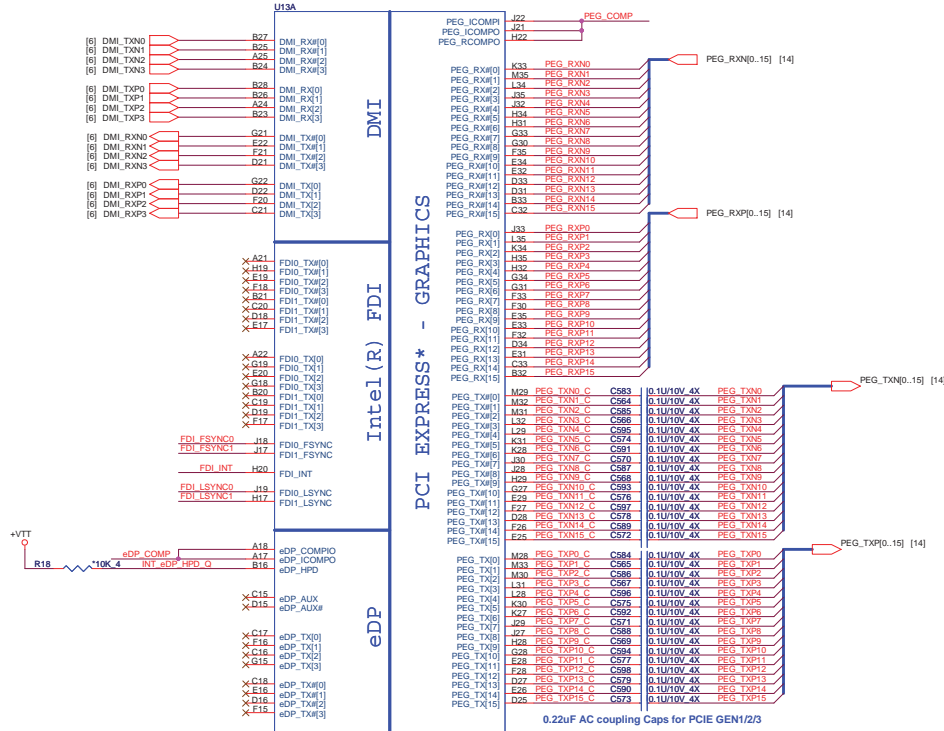 U13A
[6] DMI_TXN0 B27 DMI_RX#[0]
[6] DMI_TXN1 B25 DMI_RX#[1]
[6] DMI_TXN2 A25 DMI_RX#[2]
[6] DMI_TXN3 B24 DMI_RX#[3]
[6] DMI_TXP0 B28 DMI_RX[0]
[6] DMI_TXP1 B26 DMI_RX[1]
[6] DMI_TXP2 A24 DMI_RX[2]
[6] DMI_TXP3 B23 DMI_RX[3]
[6] DMI_RXN0 G21 DMI_TX#[0]
[6] DMI_RXN1 E22 DMI_TX#[1]
[6] DMI_RXN2 F21 DMI_TX#[2]
[6] DMI_RXN3 D21 DMI_TX#[3]
[6] DMI_RXP0 G22 DMI_TX[0]
[6] DMI_RXP1 D22 DMI_TX[1]
[6] DMI_RXP2 F20 DMI_TX[2]
[6] DMI_RXP3 C21 DMI_TX[3]
DMI
A21 FDI0_TX#[0]
H19 FDI0_TX#[1]
E19 FDI0_TX#[2]
F18 FDI0_TX#[3]
B21 FDI1_TX#[0]
C20 FDI1_TX#[1]
D18 FDI1_TX#[2]
E17 FDI1_TX#[3]
A22 FDI0_TX[0]
G19 FDI0_TX[1]
E20 FDI0_TX[2]
G18 FDI0_TX[3]
B20 FDI1_TX[0]
C19 FDI1_TX[1]
D19 FDI1_TX[2]
F17 FDI1_TX[3]
FDI_FSYNC0 J18 FDI0_FSYNC
FDI_FSYNC1 J17 FDI1_FSYNC
FDI_INT H20 FDI_INT
FDI_LSYNC0 J19 FDI0_LSYNC
FDI_LSYNC1 H17 FDI1_LSYNC
Intel(R) FDI
+VTT
A18 eDP_COMPIO
eDP_COMP A17 eDP_ICOMPO
R18 *10K_4 INT_eDP_HPD_Q B16 eDP_HPD
C15 eDP_AUX
D15 eDP_AUX#
C17 eDP_TX[0]
F16 eDP_TX[1]
C16 eDP_TX[2]
G15 eDP_TX[3]
C18 eDP_TX#[0]
E16 eDP_TX#[1]
D16 eDP_TX#[2]
F15 eDP_TX#[3]
eDP
PCI EXPRESS* - GRAPHICS
PEG_ICOMPI J22 PEG_COMP
PEG_ICOMPO J21
PEG_RCOMPO H22
PEG_RXN[0..15] [14]
PEG_RX#[0] K33 PEG_RXN0
PEG_RX#[1] M35 PEG_RXN1
PEG_RX#[2] L34 PEG_RXN2
PEG_RX#[3] J35 PEG_RXN3
PEG_RX#[4] J32 PEG_RXN4
PEG_RX#[5] H34 PEG_RXN5
PEG_RX#[6] H31 PEG_RXN6
PEG_RX#[7] G33 PEG_RXN7
PEG_RX#[8] G30 PEG_RXN8
PEG_RX#[9] F35 PEG_RXN9
PEG_RX#[10] E34 PEG_RXN10
PEG_RX#[11] E32 PEG_RXN11
PEG_RX#[12] D33 PEG_RXN12
PEG_RX#[13] D31 PEG_RXN13
PEG_RX#[14] B33 PEG_RXN14
PEG_RX#[15] C32 PEG_RXN15
PEG_RXP[0..15] [14]
PEG_RX[0] J33 PEG_RXP0
PEG_RX[1] L35 PEG_RXP1
PEG_RX[2] K34 PEG_RXP2
PEG_RX[3] H35 PEG_RXP3
PEG_RX[4] H32 PEG_RXP4
PEG_RX[5] G34 PEG_RXP5
PEG_RX[6] G31 PEG_RXP6
PEG_RX[7] F33 PEG_RXP7
PEG_RX[8] F30 PEG_RXP8
PEG_RX[9] E35 PEG_RXP9
PEG_RX[10] E33 PEG_RXP10
PEG_RX[11] F32 PEG_RXP11
PEG_RX[12] D34 PEG_RXP12
PEG_RX[13] E31 PEG_RXP13
PEG_RX[14] C33 PEG_RXP14
PEG_RX[15] B32 PEG_RXP15
PEG_TXN[0..15] [14]
PEG_TX#[0] M29 PEG_TXN0_C C583 0.1U/10V_4X PEG_TXN0
PEG_TX#[1] M32 PEG_TXN1_C C564 0.1U/10V_4X PEG_TXN1
PEG_TX#[2] M31 PEG_TXN2_C C585 0.1U/10V_4X PEG_TXN2
PEG_TX#[3] L32 PEG_TXN3_C C566 0.1U/10V_4X PEG_TXN3
PEG_TX#[4] L29 PEG_TXN4_C C595 0.1U/10V_4X PEG_TXN4
PEG_TX#[5] K31 PEG_TXN5_C C574 0.1U/10V_4X PEG_TXN5
PEG_TX#[6] K28 PEG_TXN6_C C591 0.1U/10V_4X PEG_TXN6
PEG_TX#[7] J30 PEG_TXN7_C C570 0.1U/10V_4X PEG_TXN7
PEG_TX#[8] J28 PEG_TXN8_C C587 0.1U/10V_4X PEG_TXN8
PEG_TX#[9] H29 PEG_TXN9_C C568 0.1U/10V_4X PEG_TXN9
PEG_TX#[10] G27 PEG_TXN10_C C593 0.1U/10V_4X PEG_TXN10
PEG_TX#[11] E29 PEG_TXN11_C C576 0.1U/10V_4X PEG_TXN11
PEG_TX#[12] F27 PEG_TXN12_C C597 0.1U/10V_4X PEG_TXN12
PEG_TX#[13] D28 PEG_TXN13_C C578 0.1U/10V_4X PEG_TXN13
PEG_TX#[14] F26 PEG_TXN14_C C589 0.1U/10V_4X PEG_TXN14
PEG_TX#[15] E25 PEG_TXN15_C C572 0.1U/10V_4X PEG_TXN15
PEG_TXP[0..15] [14]
PEG_TX[0] M28 PEG_TXP0_C C584 0.1U/10V_4X PEG_TXP0
PEG_TX[1] M33 PEG_TXP1_C C565 0.1U/10V_4X PEG_TXP1
PEG_TX[2] M30 PEG_TXP2_C C586 0.1U/10V_4X PEG_TXP2
PEG_TX[3] L31 PEG_TXP3_C C567 0.1U/10V_4X PEG_TXP3
PEG_TX[4] L28 PEG_TXP4_C C596 0.1U/10V_4X PEG_TXP4
PEG_TX[5] K30 PEG_TXP5_C C575 0.1U/10V_4X PEG_TXP5
PEG_TX[6] K27 PEG_TXP6_C C592 0.1U/10V_4X PEG_TXP6
PEG_TX[7] J29 PEG_TXP7_C C571 0.1U/10V_4X PEG_TXP7
PEG_TX[8] J27 PEG_TXP8_C C588 0.1U/10V_4X PEG_TXP8
PEG_TX[9] H28 PEG_TXP9_C C569 0.1U/10V_4X PEG_TXP9
PEG_TX[10] G28 PEG_TXP10_C C594 0.1U/10V_4X PEG_TXP10
PEG_TX[11] E28 PEG_TXP11_C C577 0.1U/10V_4X PEG_TXP11
PEG_TX[12] F28 PEG_TXP12_C C598 0.1U/10V_4X PEG_TXP12
PEG_TX[13] D27 PEG_TXP13_C C579 0.1U/10V_4X PEG_TXP13
PEG_TX[14] E26 PEG_TXP14_C C590 0.1U/10V_4X PEG_TXP14
PEG_TX[15] D25 PEG_TXP15_C C573 0.1U/10V_4X PEG_TXP15
0.22uF AC coupling Caps for PCIE GEN1/2/3